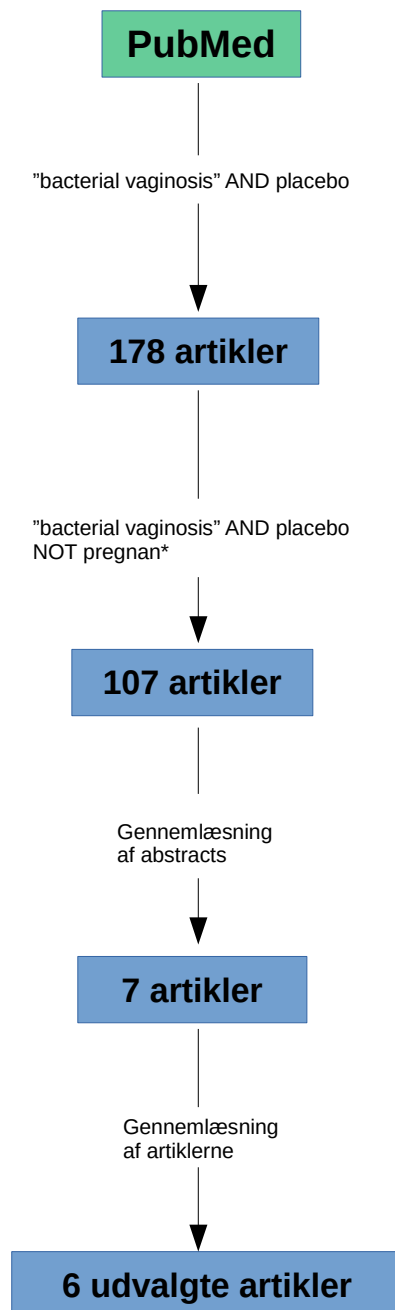 PubMed
”bacterial vaginosis” AND placebo
178 artikler
”bacterial vaginosis” AND placebo
NOT pregnan*
107 artikler
Gennemlæsning
af abstracts
7 artikler
Gennemlæsning
af artiklerne
6 udvalgte artikler